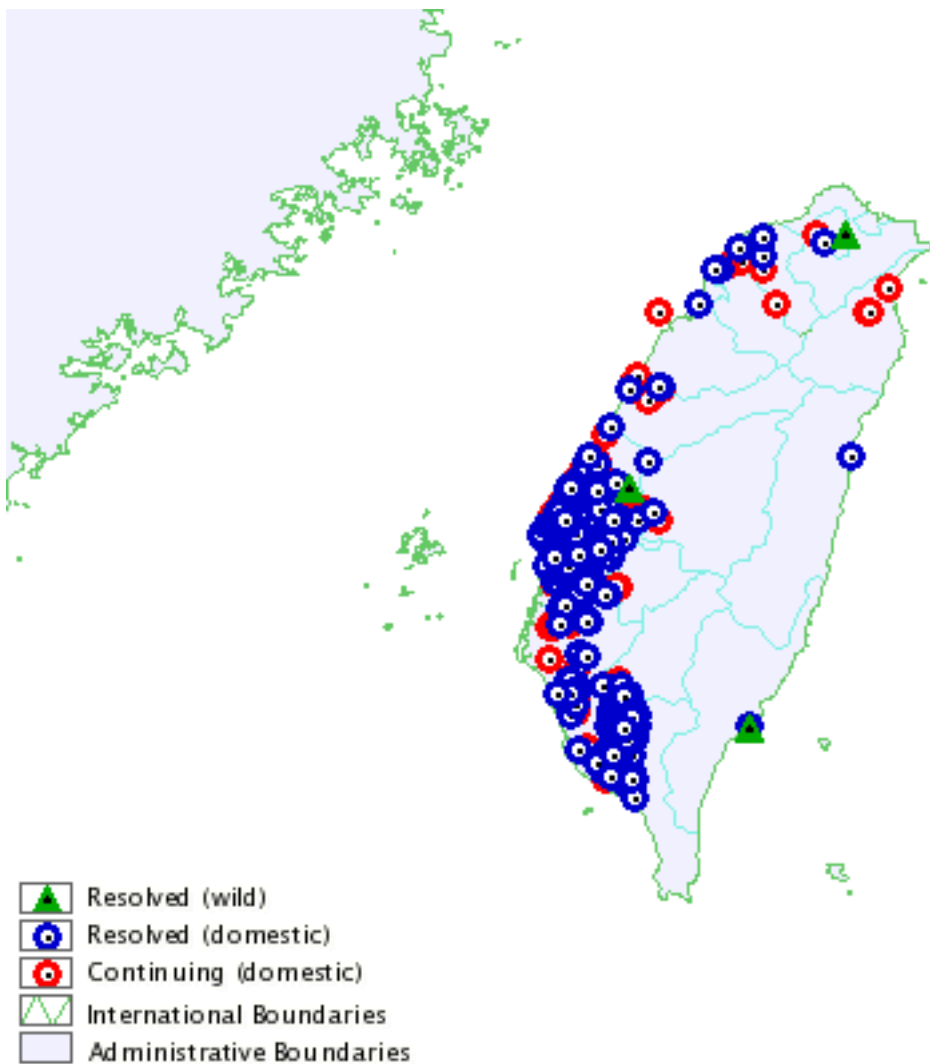 Resolved (wild)
Resolved (domestic)
Continuing (domestic)
International Boundaries
Administrative Boundaries